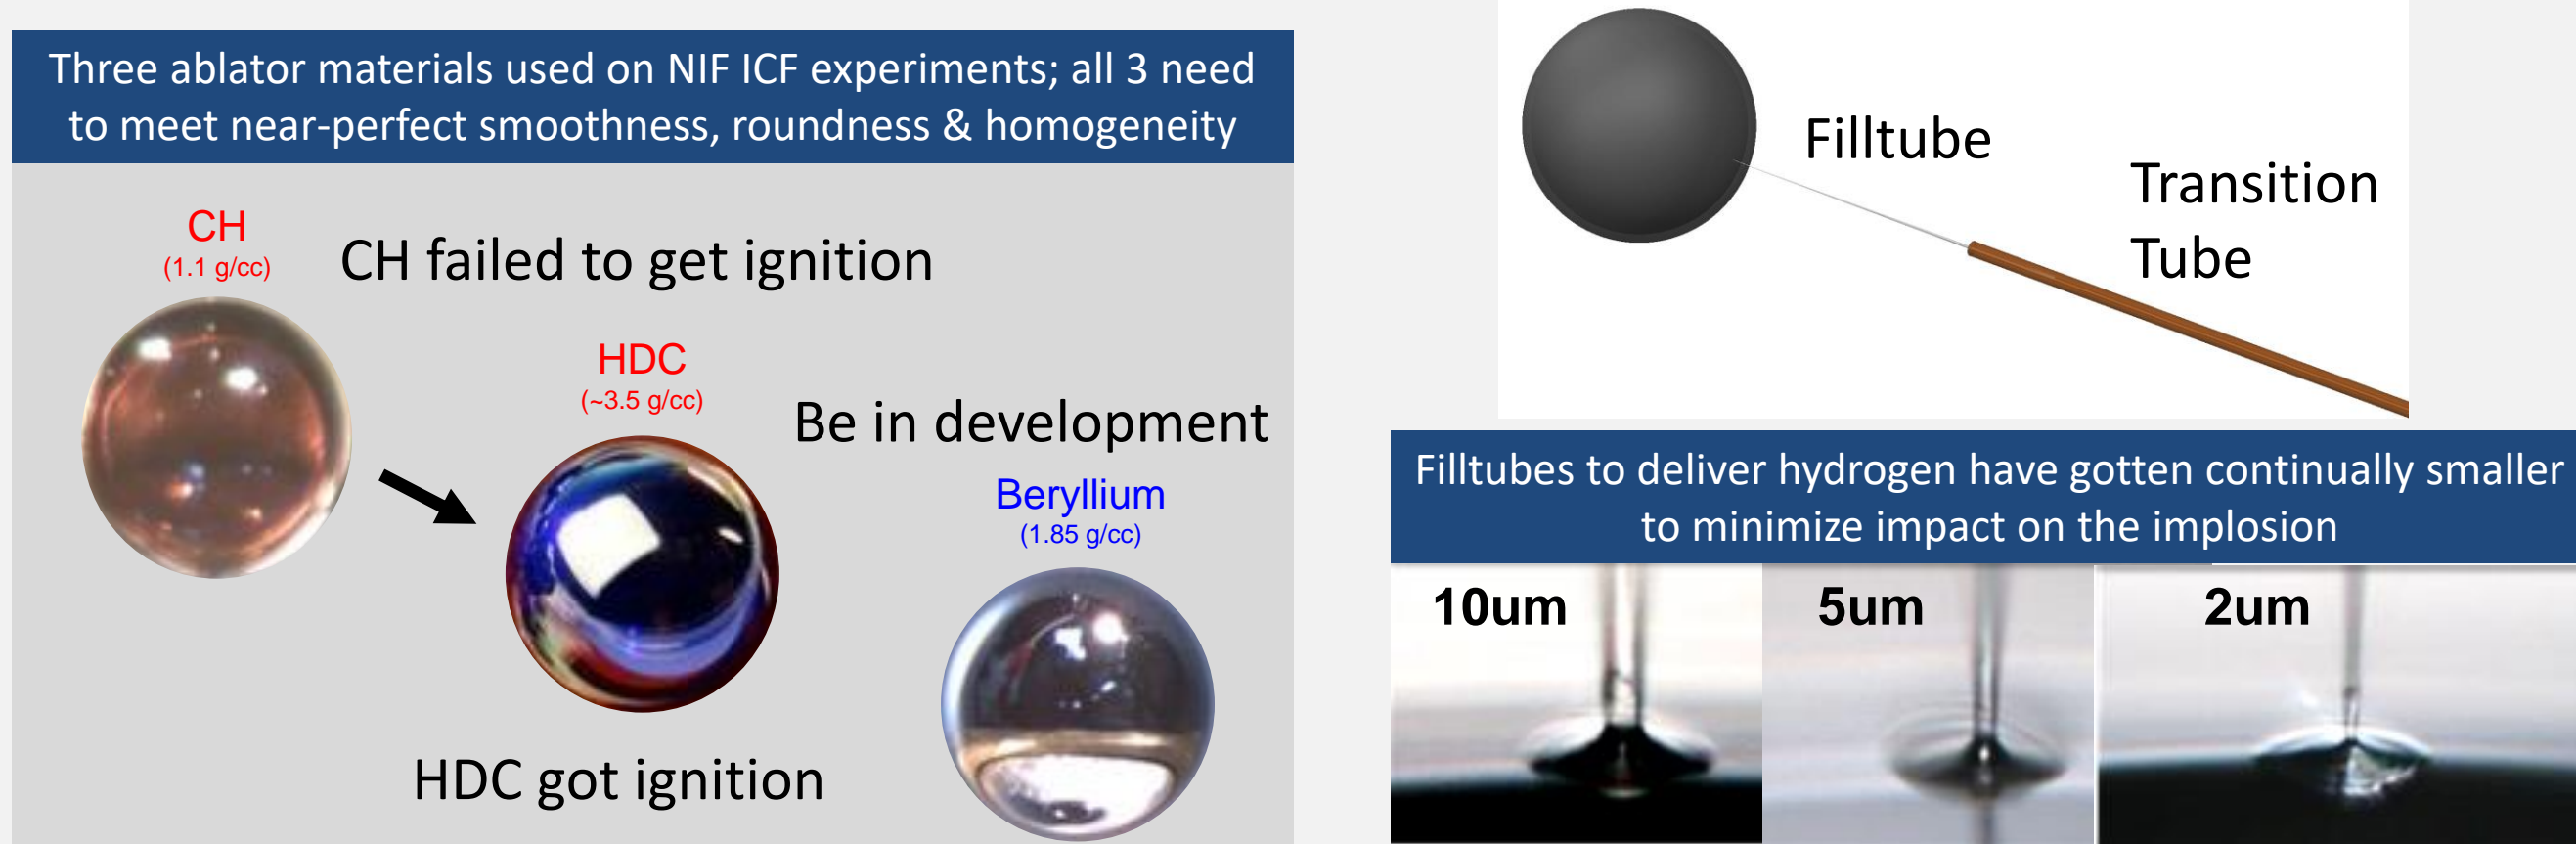 Three ablator materials used on NIF ICF experiments; all 3 need
to meet near-perfect smoothness, roundness & homogeneity
CH
(1.1 g/cc)
CH failed to get ignition
HDC
(~3.5 g/cc)
Be in development
Beryllium
(1.85 g/cc)
HDC got ignition
Filltube
Transition
Tube
Filltubes to deliver hydrogen have gotten continually smaller
to minimize impact on the implosion
10um
5um
2um